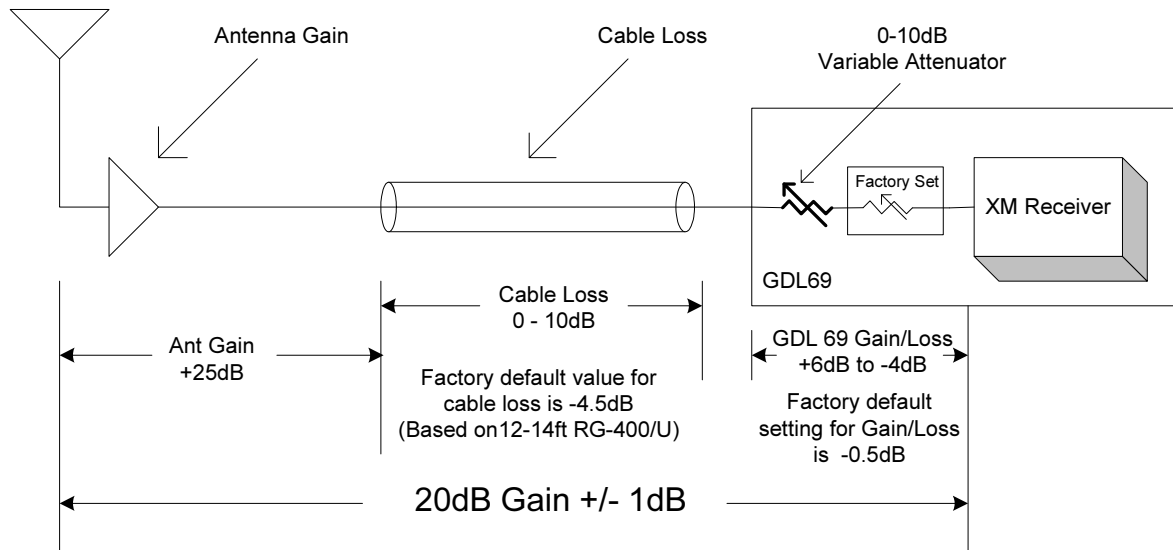 Antenna Gain
Cable Loss
0-10dB
Variable Attenuator
Factory Set
XM Receiver
GDL69
Ant Gain
+25dB
Cable Loss
0 - 10dB
Factory default value for
cable loss is -4.5dB
(Based on12-14ft RG-400/U)
GDL 69 Gain/Loss
+6dB to -4dB
Factory default
setting for Gain/Loss
is -0.5dB
20dB Gain +/- 1dB